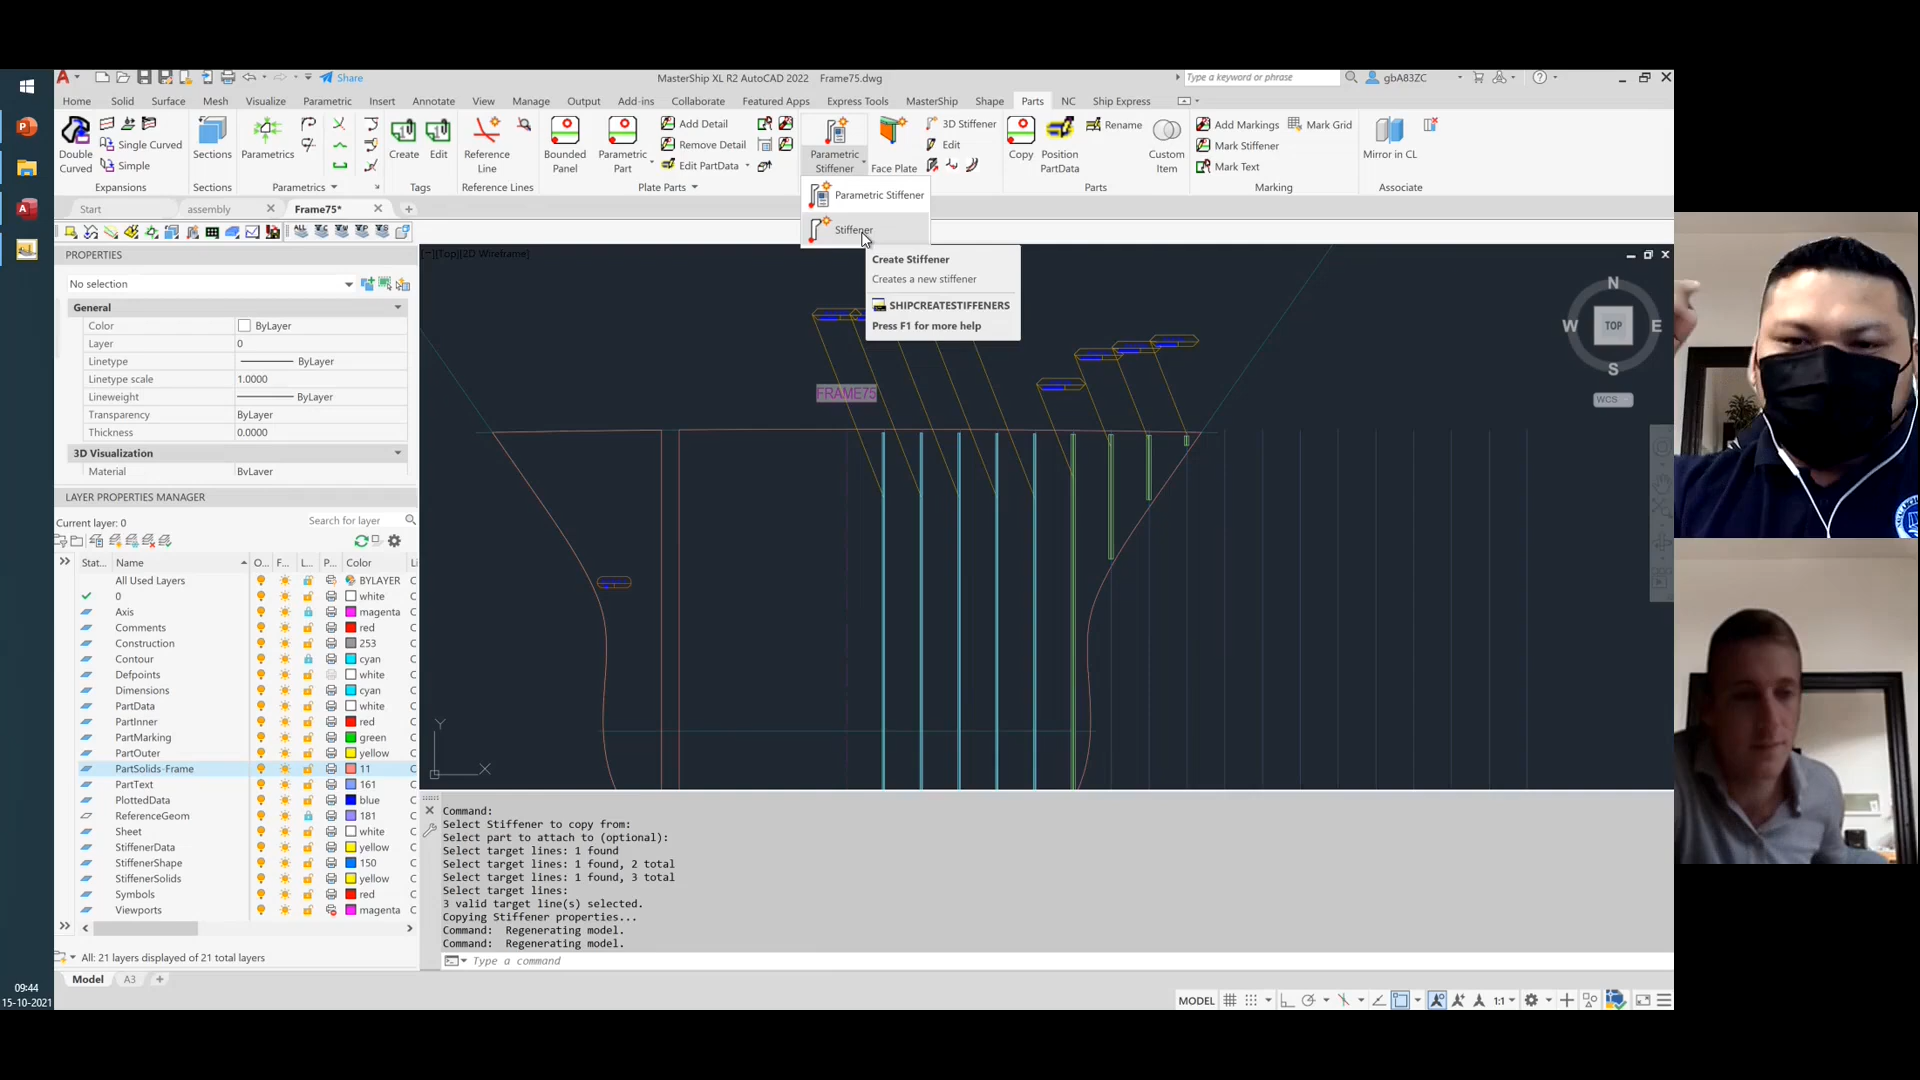 Share
MasterShip XL R2 AutoCAD 2022 Frame75.dwg
Type a keyword or phrase
gbA83ZC
Home Solid Surface Mesh Visualize Parametric Insert Annotate View Manage Output Add-ins Collaborate Featured Apps Express Tools MasterShip Shape Parts NC Ship Express
Double Curved
Single Curved
Simple
Expansions
Sections
Sections
Parametrics
Parametrics
Create
Edit
Tags
Reference Line
Reference Lines
Bounded Panel
Parametric Part
Add Detail
Remove Detail
Edit PartData
Plate Parts
Parametric Stiffener
Face Plate
3D Stiffener
Edit
Copy
Position PartData
Rename
Custom Item
Parts
Add Markings
Mark Grid
Mark Stiffener
Mark Text
Marking
Mirror in CL
Associate
Parametric Stiffener
Stiffener
Create Stiffener
Creates a new stiffener
SHIPCREATESTIFFENERS
Press F1 for more help
Start assembly Frame75*
ALL
PROPERTIES
No selection
General
Color ByLayer
Layer 0
Linetype ByLayer
Linetype scale 1.0000
Lineweight ByLayer
Transparency ByLayer
Thickness 0.0000
3D Visualization
Material ByLayer
LAYER PROPERTIES MANAGER
Current layer: 0
Search for layer
Stat... Name O... F... L... P... Color Li
All Used Layers BYLAYER
0 white C
Axis magenta C
Comments red C
Construction 253 C
Contour cyan C
Defpoints white C
Dimensions cyan C
PartData white C
PartInner red C
PartMarking green C
PartOuter yellow C
PartSolids-Frame 11 C
PartText 161 C
PlottedData blue C
ReferenceGeom 181 C
Sheet white C
StiffenerData yellow C
StiffenerShape 150 C
StiffenerSolids yellow C
Symbols red C
Viewports magenta C
All: 21 layers displayed of 21 total layers
Model A3
[−][Top][2D Wireframe]
FRAME75
N
W TOP E
S
WCS
Y
X
Command:
Select Stiffener to copy from:
Select part to attach to (optional):
Select target lines: 1 found
Select target lines: 1 found, 2 total
Select target lines: 1 found, 3 total
Select target lines:
3 valid target line(s) selected.
Copying Stiffener properties...
Command: Regenerating model.
Command: Regenerating model.
Type a command
MODEL
1:1
09:44
15-10-2021